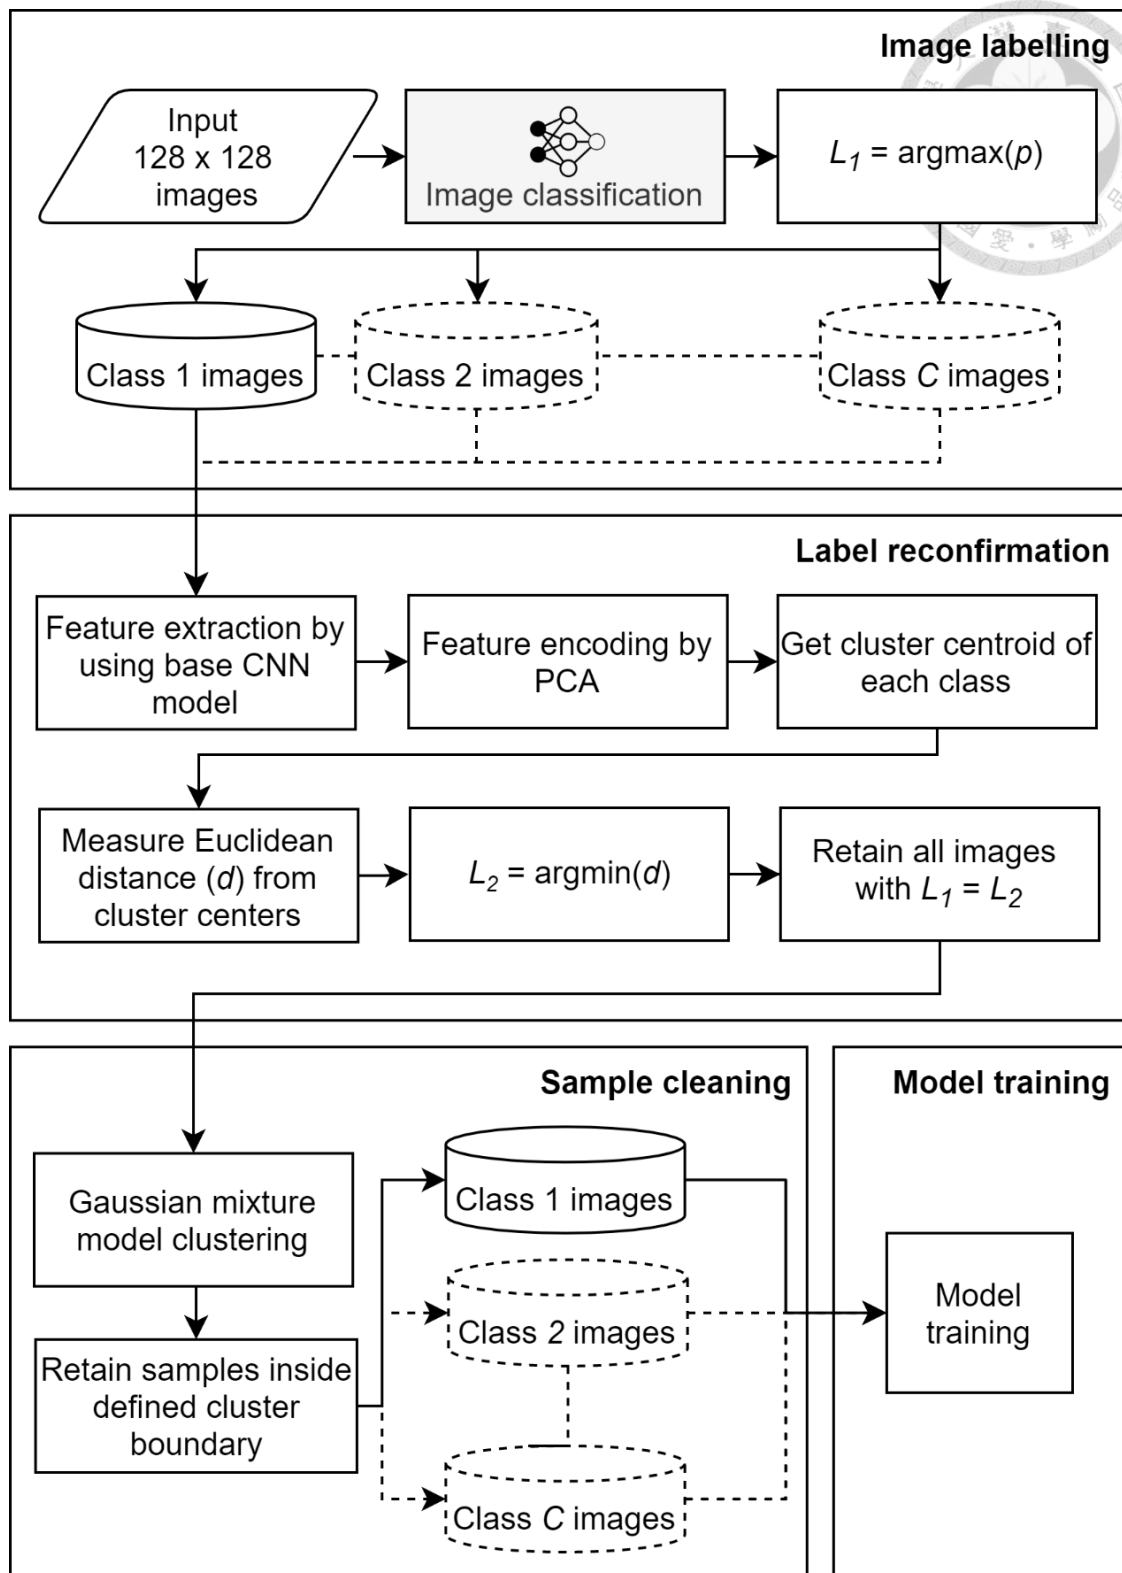 Image labelling
Input
128 x 128
images
Image classification
L₁ = argmax(p)
Class 1 images
Class 2 images
Class C images
Label reconfirmation
Feature extraction by
using base CNN
model
Feature encoding by
PCA
Get cluster centroid of
each class
Measure Euclidean
distance (d) from
cluster centers
L₂ = argmin(d)
Retain all images
with L₁ = L₂
Sample cleaning
Gaussian mixture
model clustering
Retain samples inside
defined cluster
boundary
Class 1 images
Class 2 images
Class C images
Model training
Model
training